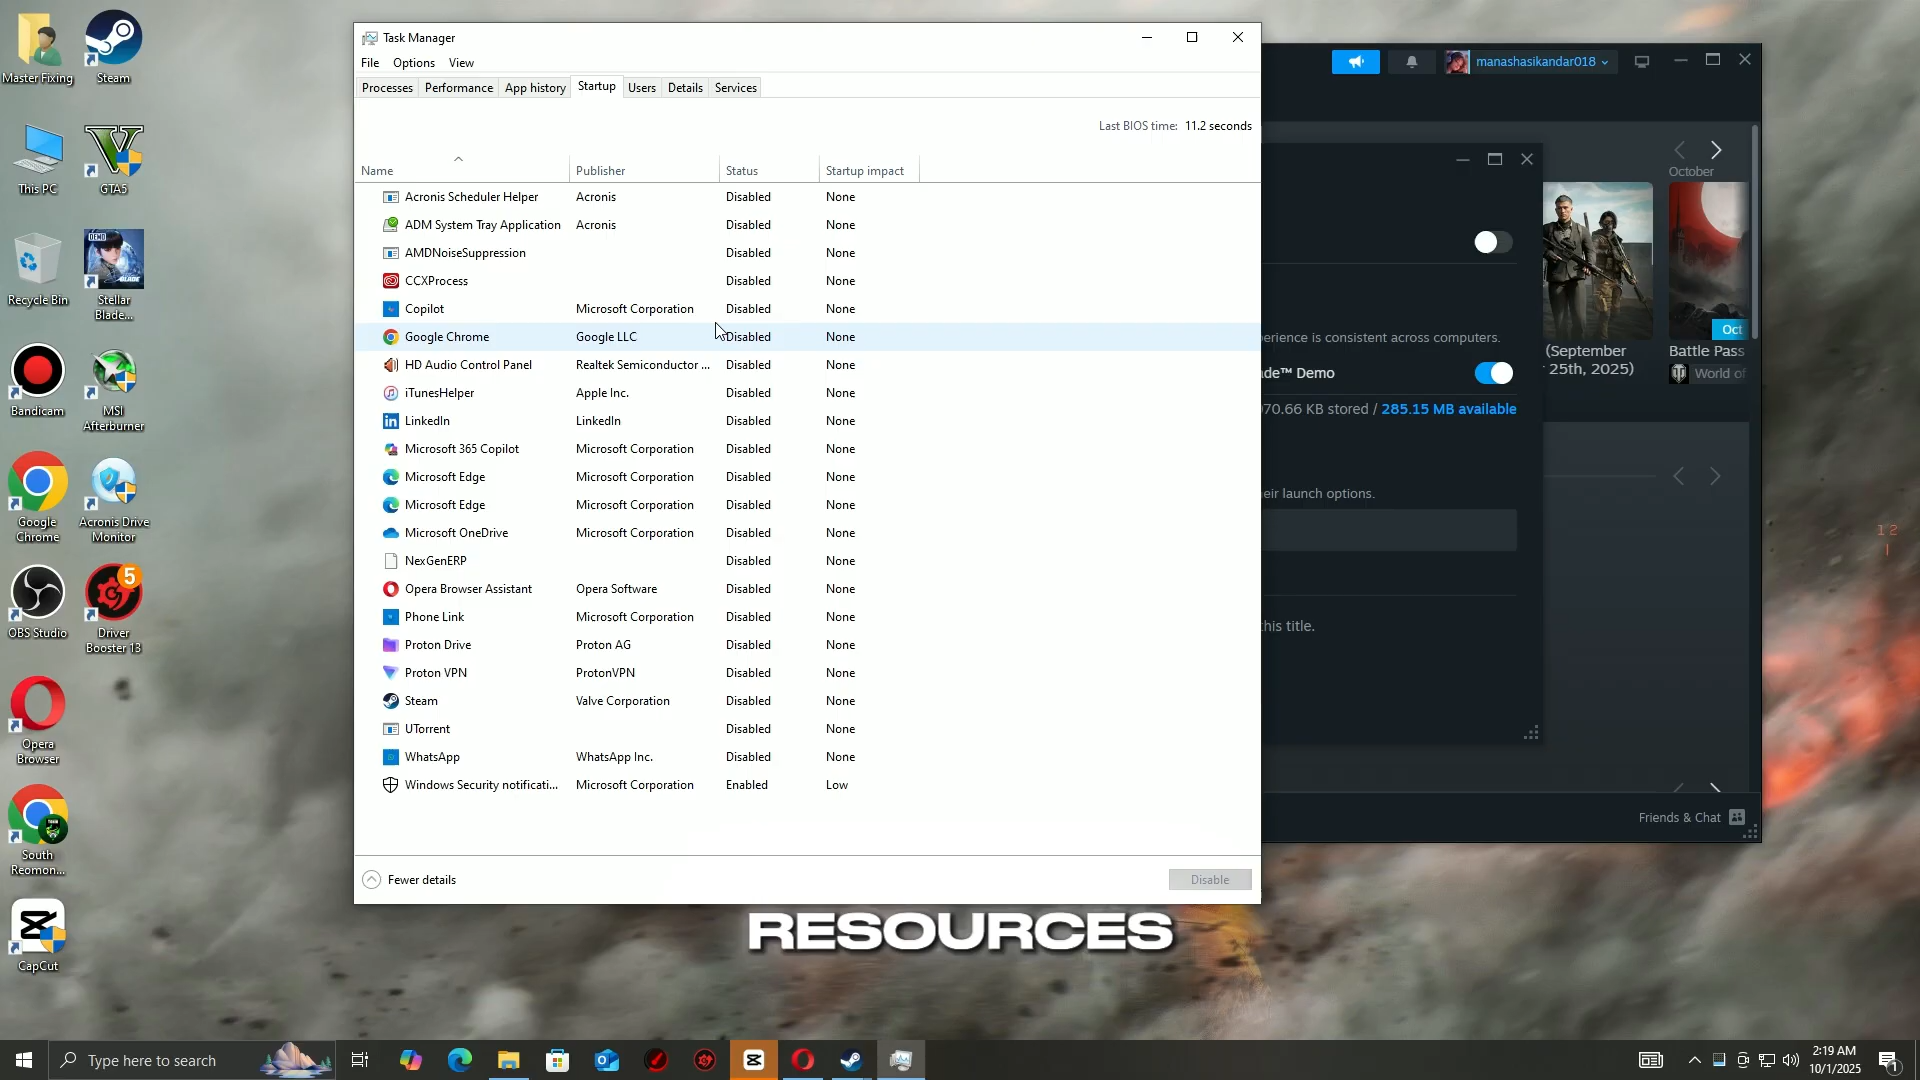 Task Manager
File Options View
Processes Performance App history Startup Users Details Services
Last BIOS time: 11.2 seconds
Name Publisher Status Startup impact
Acronis Scheduler Helper Acronis Disabled None
ADM System Tray Application Acronis Disabled None
AMDNoiseSuppression Disabled None
CCXProcess Disabled None
Copilot Microsoft Corporation Disabled None
Google Chrome Google LLC Disabled None
HD Audio Control Panel Realtek Semiconductor ... Disabled None
iTunesHelper Apple Inc. Disabled None
LinkedIn LinkedIn Disabled None
Microsoft 365 Copilot Microsoft Corporation Disabled None
Microsoft Edge Microsoft Corporation Disabled None
Microsoft Edge Microsoft Corporation Disabled None
Microsoft OneDrive Microsoft Corporation Disabled None
NexGenERP Disabled None
Opera Browser Assistant Opera Software Disabled None
Phone Link Microsoft Corporation Disabled None
Proton Drive Proton AG Disabled None
Proton VPN ProtonVPN Disabled None
Steam Valve Corporation Disabled None
UTorrent Disabled None
WhatsApp WhatsApp Inc. Disabled None
Windows Security notificati... Microsoft Corporation Enabled Low
Fewer details
Disable
RESOURCES
Master Fixing
Steam
This PC
GTA5
Recycle Bin
DEMO
BLADE
Stellar
Blade...
Bandicam
MSI
Afterburner
Google
Chrome
Acronis Drive
Monitor
OBS Studio
5
Driver
Booster 13
Opera
Browser
South
Reomon...
CapCut
manashasikandar018
October
Oct
(September
25th, 2025)
Battle Pass
World of
erience is consistent across computers.
de™ Demo
70.66 KB stored / 285.15 MB available
eir launch options.
his title.
Friends & Chat
12
Type here to search
2:19 AM
10/1/2025
1